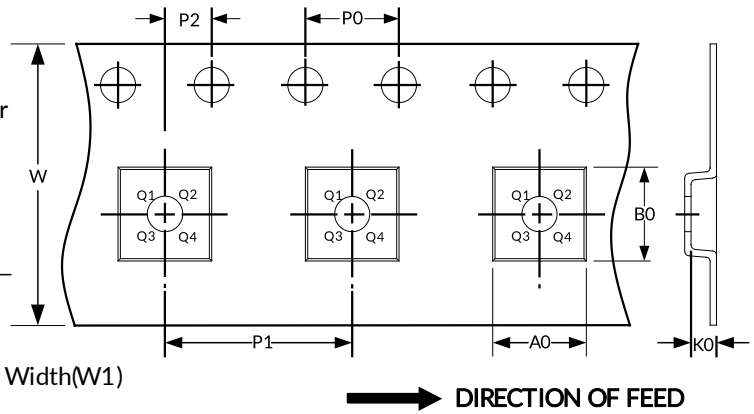 P2
P0
r
W
Q1 Q2
Q3 Q4
Q1 Q2
Q3 Q4
Q1 Q2
Q3 Q4
B0
P1
A0
K0
Width(W1)
DIRECTION OF FEED